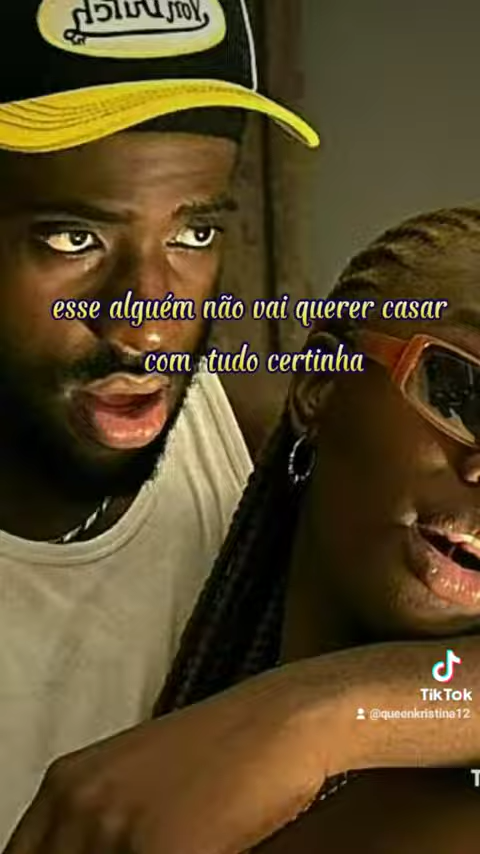 Von Dutch
esse alguém não vai querer casar
com tudo certinha
TikTok
@queenkristina12
T